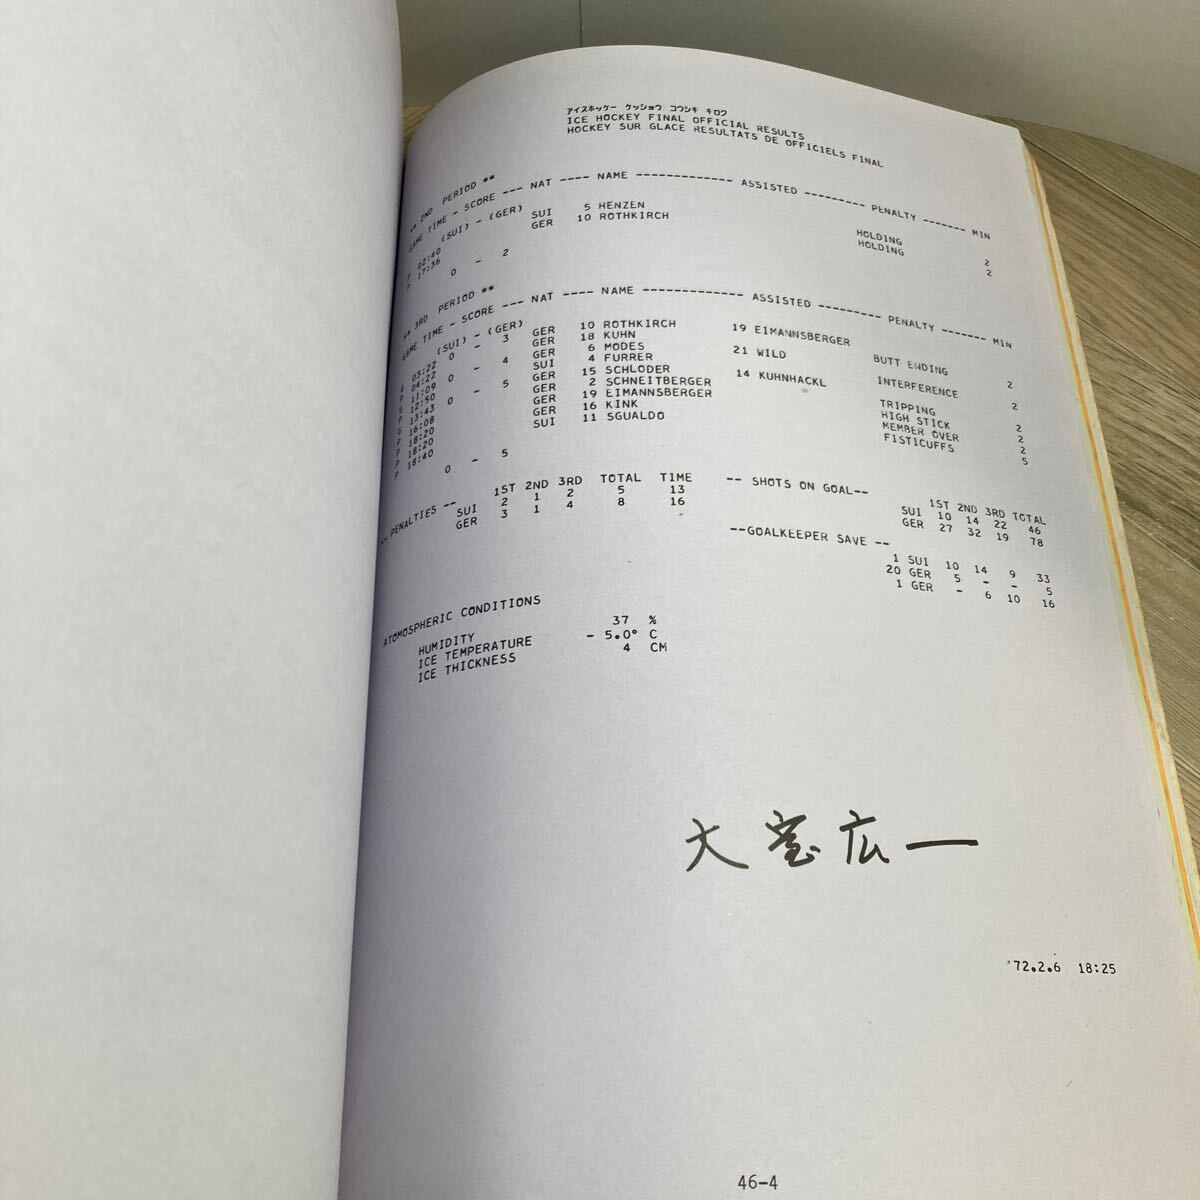 アイスホッケー ケッショウ コウシキ キロク
ICE HOCKEY FINAL OFFICIAL RESULTS
HOCKEY SUR GLACE RESULTATS DE OFFICIELS FINAL
** 2ND PERIOD **
GAME TIME - SCORE --- NAT ---- NAME ------------- ASSISTED --------- PENALTY ------- MIN
(SUI) - (GER)
P 02:40 SUI 5 HENZEN HOLDING 2
P 17:36 GER 10 ROTHKIRCH HOLDING 2
0 - 2
** 3RD PERIOD **
GAME TIME - SCORE --- NAT ---- NAME ------------- ASSISTED --------- PENALTY ------- MIN
(SUI) - (GER)
G 03:22 0 - 3 GER 10 ROTHKIRCH 19 EIMANNSBERGER
P 04:22 GER 18 KUHN BUTT ENDING 2
G 11:09 0 - 4 GER 6 MODES 21 WILD
P 12:50 SUI 4 FURRER INTERFERENCE 2
G 13:43 0 - 5 GER 15 SCHLODER 14 KUHNHACKL
P 16:08 GER 2 SCHNEITBERGER TRIPPING 2
P 18:20 GER 19 EIMANNSBERGER HIGH STICK 2
P 18:20 GER 16 KINK MEMBER OVER 2
P 18:40 SUI 11 SGUALDO FISTICUFFS 5
0 - 5
-- PENALTIES -- 1ST 2ND 3RD TOTAL TIME
SUI 2 1 2 5 13
GER 3 1 4 8 16
-- SHOTS ON GOAL--
1ST 2ND 3RD TOTAL
SUI 10 14 22 46
GER 27 32 19 78
--GOALKEEPER SAVE --
1 SUI 10 14 9 33
20 GER 5 - - 5
1 GER - 6 10 16
ATOMOSPHERIC CONDITIONS
HUMIDITY 37 %
ICE TEMPERATURE - 5.0° C
ICE THICKNESS 4 CM
大室広一
'72.2.6 18:25
46-4